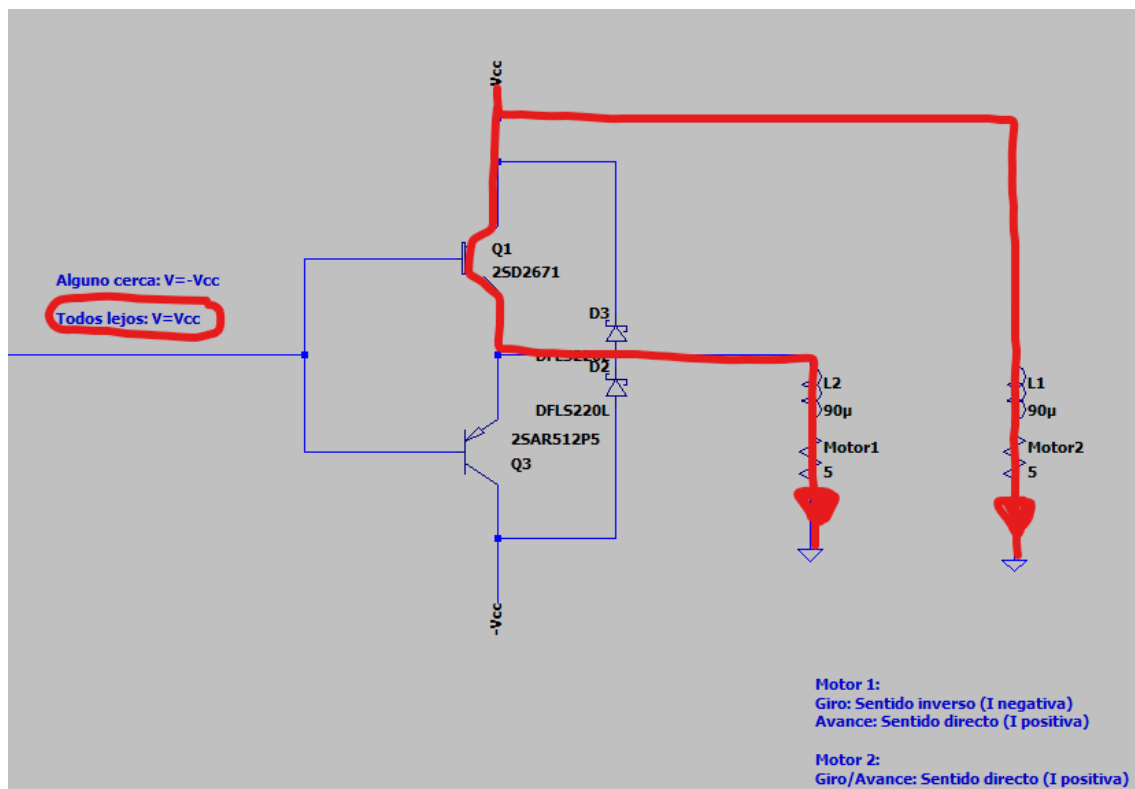 Vcc
Q1
2SD2671
Alguno cerca: V=-Vcc
Todos lejos: V=Vcc
D3
DFLS220L
D2
L2
L1
90µ
90µ
DFLS220L
2SAR512P5
Motor1
Motor2
Q3
5
5
-Vcc
Motor 1:
Giro: Sentido inverso (I negativa)
Avance: Sentido directo (I positiva)
Motor 2:
Giro/Avance: Sentido directo (I positiva)